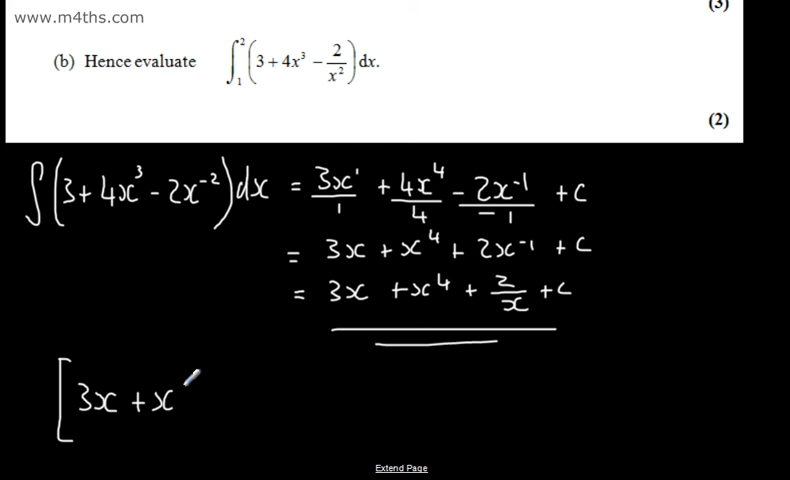 www.m4ths.com
(3)
(b) Hence evaluate ∫₁² (3 + 4x³ − 2/x²) dx.
(2)
∫(3 + 4x³ − 2x⁻²) dx = 3x¹/1 + 4x⁴/4 − 2x⁻¹/−1 + c
= 3x + x⁴ + 2x⁻¹ + c
= 3x + x⁴ + 2/x + c
[3x + x
Extend Page